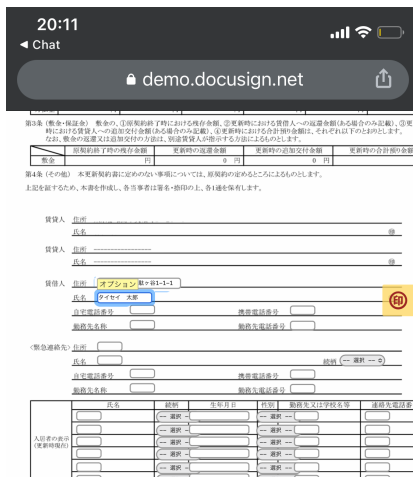 20:11
◀ Chat
demo.docusign.net
第3条 (敷金・保証金) 敷金の、①原契約終了時における残存金額、②更新時における賃借人への返還金額(ある場合のみ記載)、③更
時における賃借人への追加交付金額(ある場合のみ記載)、④更新時における合計預り金額は、それぞれ以下のとおりとします。
なお、敷金の返還又は追加交付の方法は、別途賃貸人が指示する方法によるものとします。
原契約終了時の残存金額 更新時の返還金額 更新時の追加交付金額 更新時の合計預り金額
敷金 円 0 円 0 円
第4条 (その他) 本更新契約書に定めのない事項については、原契約の定めるところによるものとします。
上記を証するため、本書を作成し、各当事者は署名・捺印の上、各1通を保有します。
賃貸人 住所
氏名 ㊞
賃貸人 住所
氏名 ㊞
賃借人 住所 オプション 駄ヶ谷1-1-1
氏名 タイセイ 太郎 印
自宅電話番号 携帯電話番号
勤務先名称 勤務先電話番号
<緊急連絡先> 住所
氏名 続柄 -- 選択 --
自宅電話番号 携帯電話番号
勤務先名称 勤務先電話番号
氏名 続柄 生年月日 性別 勤務先又は学校名等 連絡先電話番
-- 選択 - -- 選択 --
-- 選択 - -- 選択 --
入居者の表示 -- 選択 - -- 選択 --
(更新時現在) -- 選択 - -- 選択 --
-- 選択 - -- 選択 --